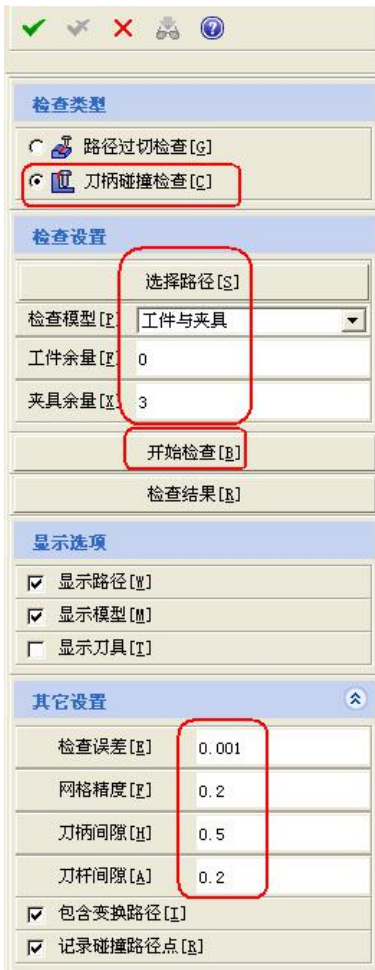 检查类型
路径过切检查[G]
刀柄碰撞检查[C]
检查设置
选择路径[S]
检查模型[P] 工件与夹具
工件余量[F] 0
夹具余量[X] 3
开始检查[B]
检查结果[R]
显示选项
显示路径[W]
显示模型[M]
显示刀具[T]
其它设置
检查误差[E] 0.001
网格精度[F] 0.2
刀柄间隙[H] 0.5
刀杆间隙[A] 0.2
包含变换路径[I]
记录碰撞路径点[R]